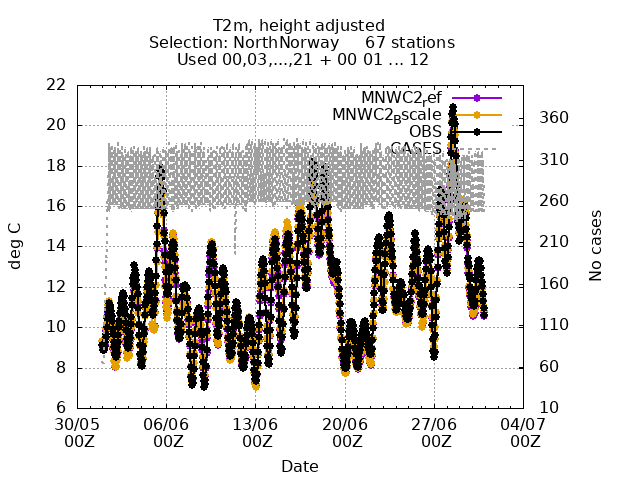 T2m, height adjusted
Selection: NorthNorway 67 stations
Used 00,03,...,21 + 00 01 ... 12
MNWC2ref
MNWC2Bscale
OBS
CASES
deg C
22
20
18
16
14
12
10
8
6
No cases
360
310
260
210
160
110
60
10
30/05 06/06 13/06 20/06 27/06 04/07
00Z 00Z 00Z 00Z 00Z 00Z
Date